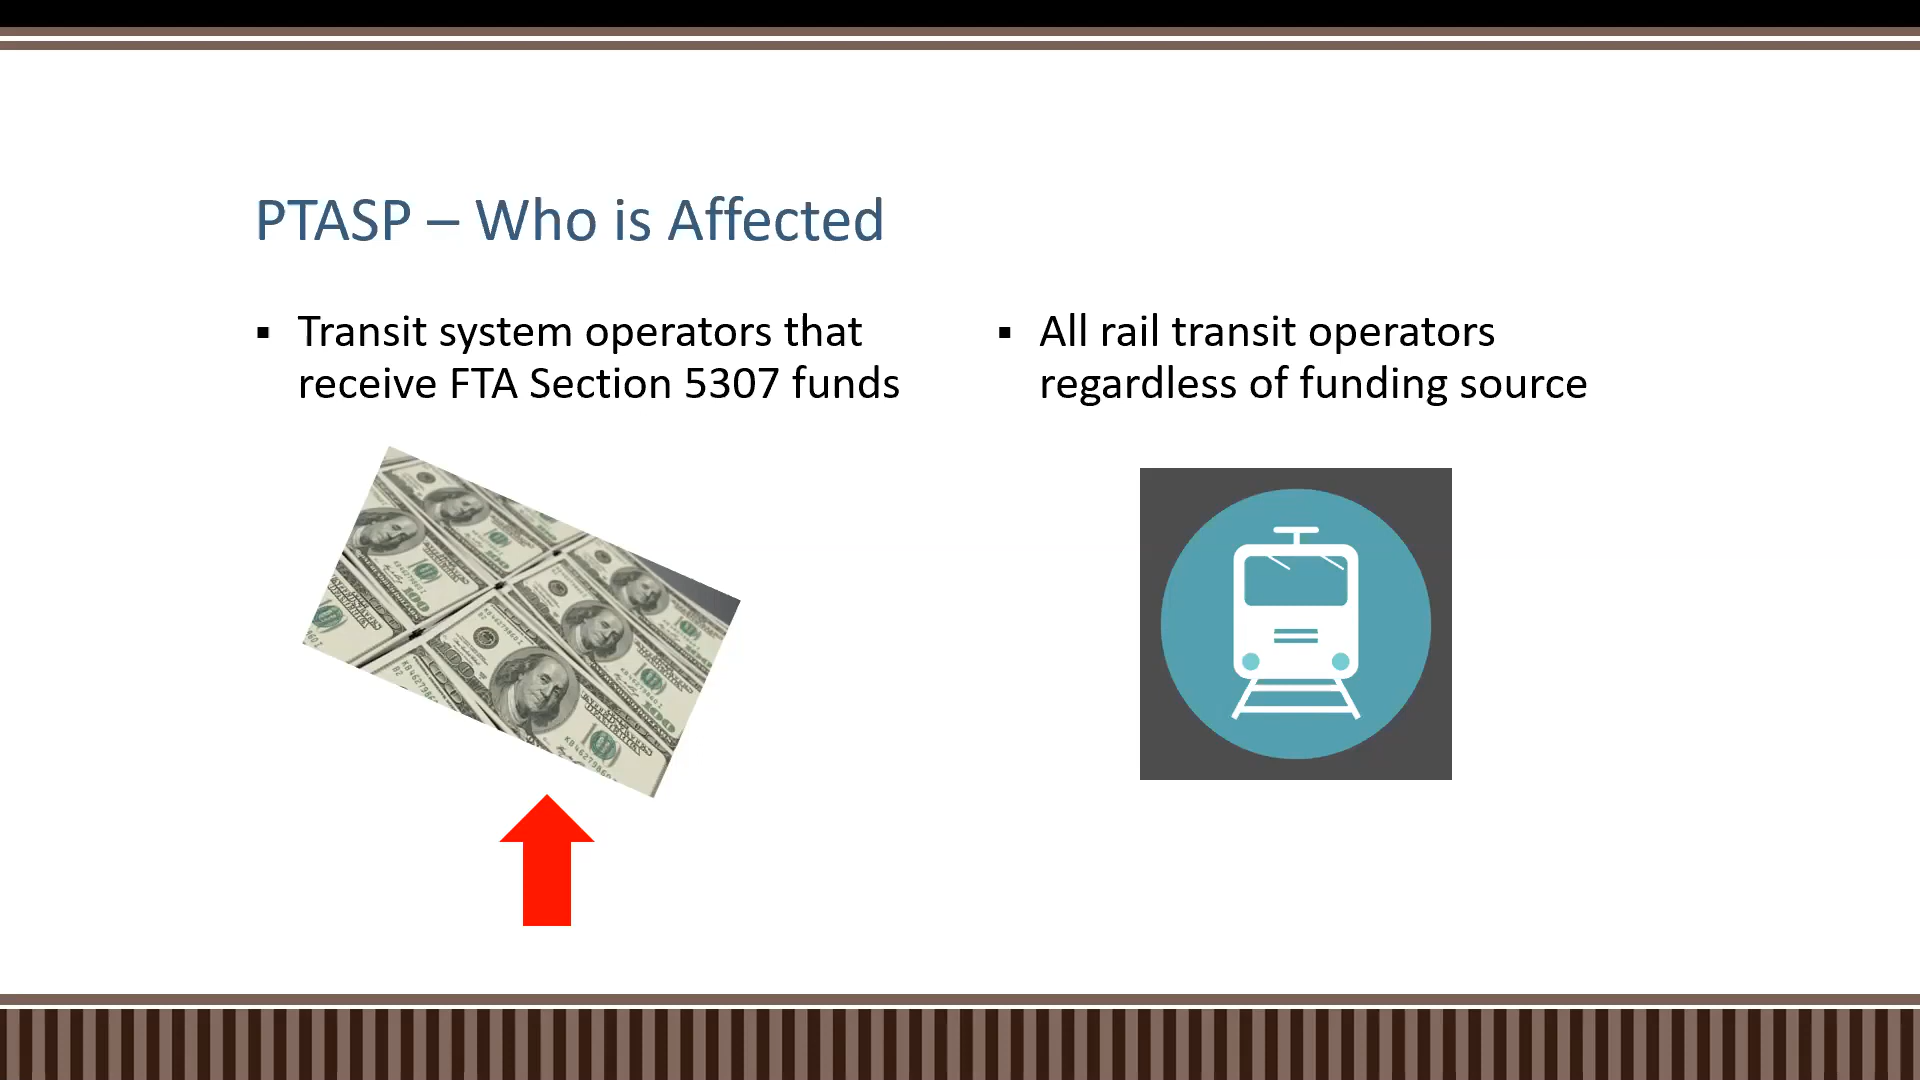 PTASP – Who is Affected
▪ Transit system operators that
receive FTA Section 5307 funds
▪ All rail transit operators
regardless of funding source